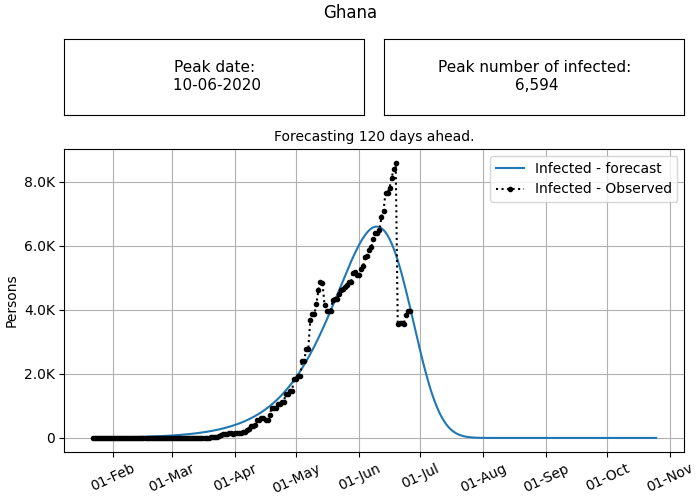 Ghana
Peak date:
10-06-2020
Peak number of infected:
6,594
Forecasting 120 days ahead.
Infected - forecast
Infected - Observed
8.0K
6.0K
4.0K
2.0K
0
Persons
01-Feb
01-Mar
01-Apr
01-May
01-Jun
01-Jul
01-Aug
01-Sep
01-Oct
01-Nov